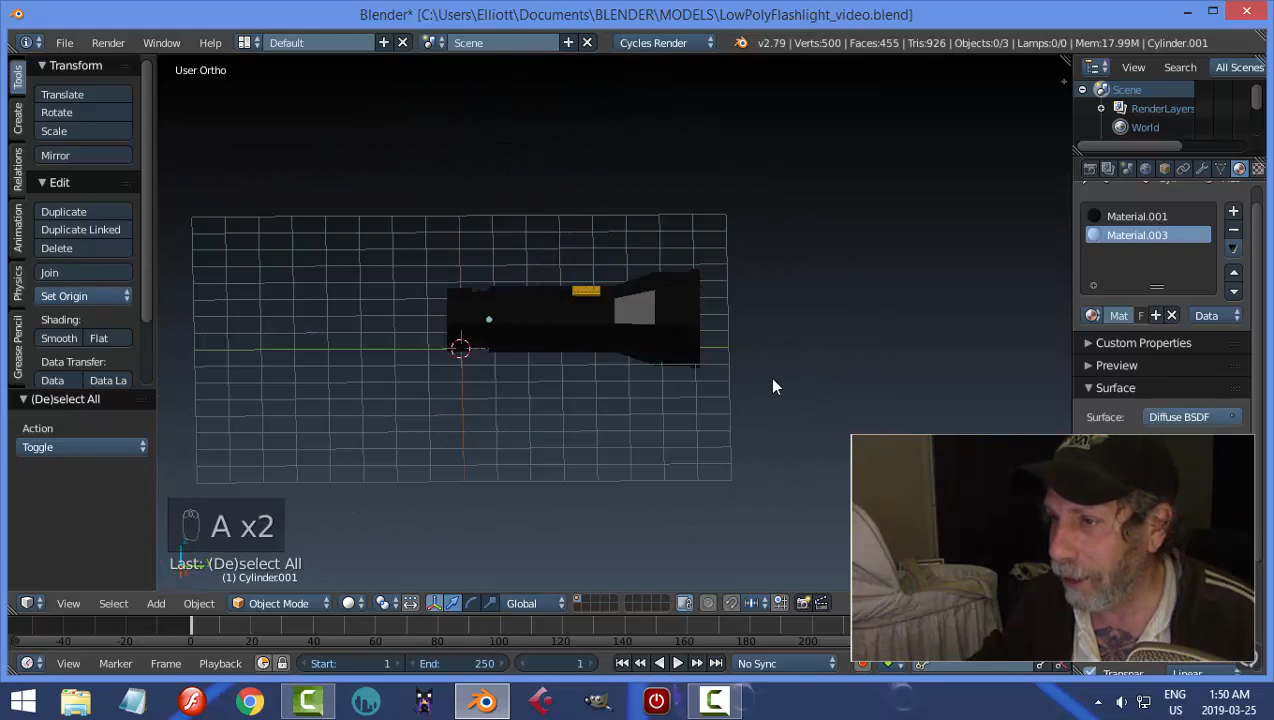 Blender* [C:\Users\Elliott\Documents\BLENDER\MODELS\LowPolyFlashlight_video.blend]
File Render Window Help Default Scene Cycles Render v2.79 | Verts:500 | Faces:455 | Tris:926 | Objects:0/3 | Lamps:0/0 | Mem:17.99M | Cylinder.001
Tools
Create
Relations
Animation
Physics
Grease Pencil
Transform
Translate
Rotate
Scale
Mirror
Edit
Duplicate
Duplicate Linked
Delete
Join
Set Origin
Shading:
Smooth Flat
Data Transfer:
Data Data La
(De)select All
Action
Toggle
User Ortho
A x2
Last: (De)select All
(1) Cylinder.001
View Search All Scenes
Scene
RenderLayers
World
Material.001
Material.003
Mat F Data
Custom Properties
Preview
Surface
Surface: Diffuse BSDF
View Select Add Object Object Mode Global
-40 -20 0 20 40 60 80 100 120 140 160 180 200
View Marker Frame Playback Start: 1 End: 250 1 No Sync
ENG
US
1:50 AM
2019-03-25